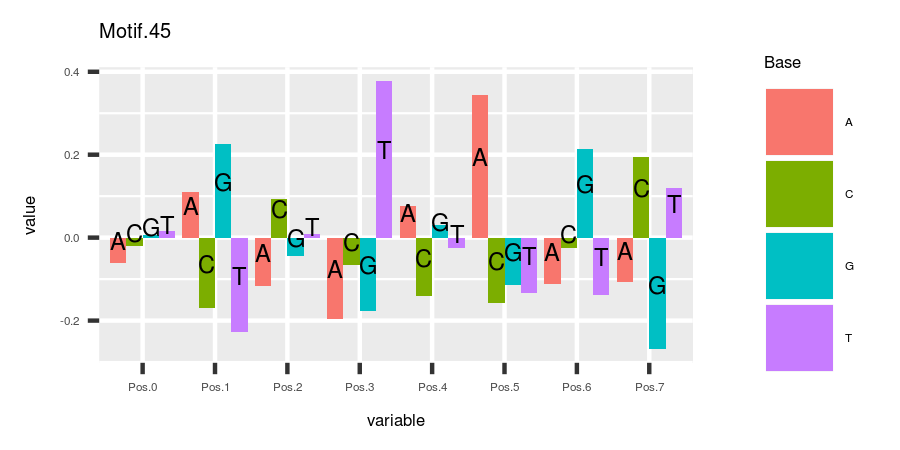 Motif.45
0.4
0.2
0.0
-0.2
value
A C G T A C G T A C G T A C G T A C G T A C G T A C G T A C G T
Pos.0 Pos.1 Pos.2 Pos.3 Pos.4 Pos.5 Pos.6 Pos.7
variable
Base
A
C
G
T